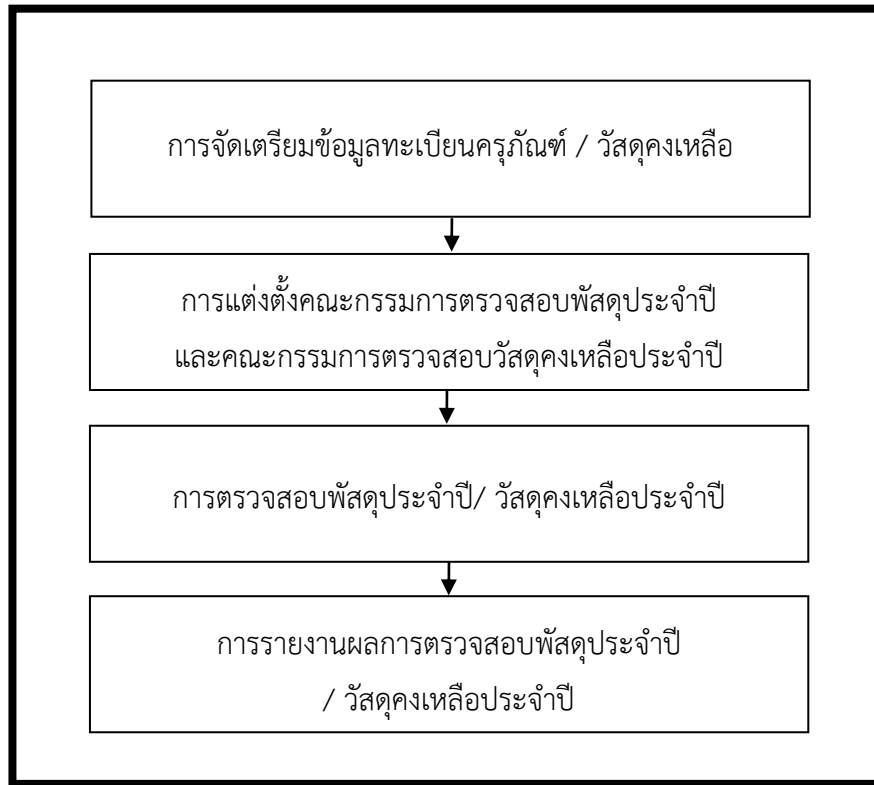 การจัดเตรียมข้อมูลทะเบียนครุภัณฑ์ / วัสดุคงเหลือ
การแต่งตั้งคณะกรรมการตรวจสอบพัสดุประจำปี
และคณะกรรมการตรวจสอบวัสดุคงเหลือประจำปี
การตรวจสอบพัสดุประจำปี/ วัสดุคงเหลือประจำปี
การรายงานผลการตรวจสอบพัสดุประจำปี
/ วัสดุคงเหลือประจำปี